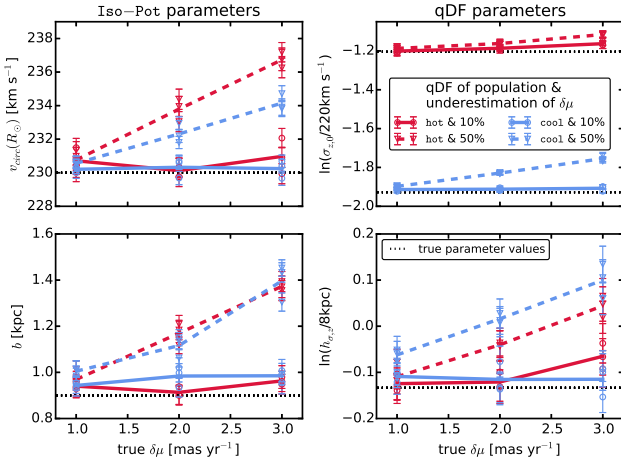 Iso-Pot parameters
qDF parameters
v_circ(R_⊙) [km s⁻¹]
238
236
234
232
230
228
ln(σ_{z,0}/220km s⁻¹)
−1.2
−1.5
−1.8
−2.0
qDF of population &
underestimation of δμ
hot & 10%
hot & 50%
cool & 10%
cool & 50%
b [kpc]
1.6
1.4
1.2
1.0
0.8
1.0 1.5 2.0 2.5 3.0
true δμ [mas yr⁻¹]
ln(h_{σ,z}/8kpc)
0.2
0.1
0.0
−0.1
−0.2
true parameter values
1.0 1.5 2.0 2.5 3.0
true δμ [mas yr⁻¹]